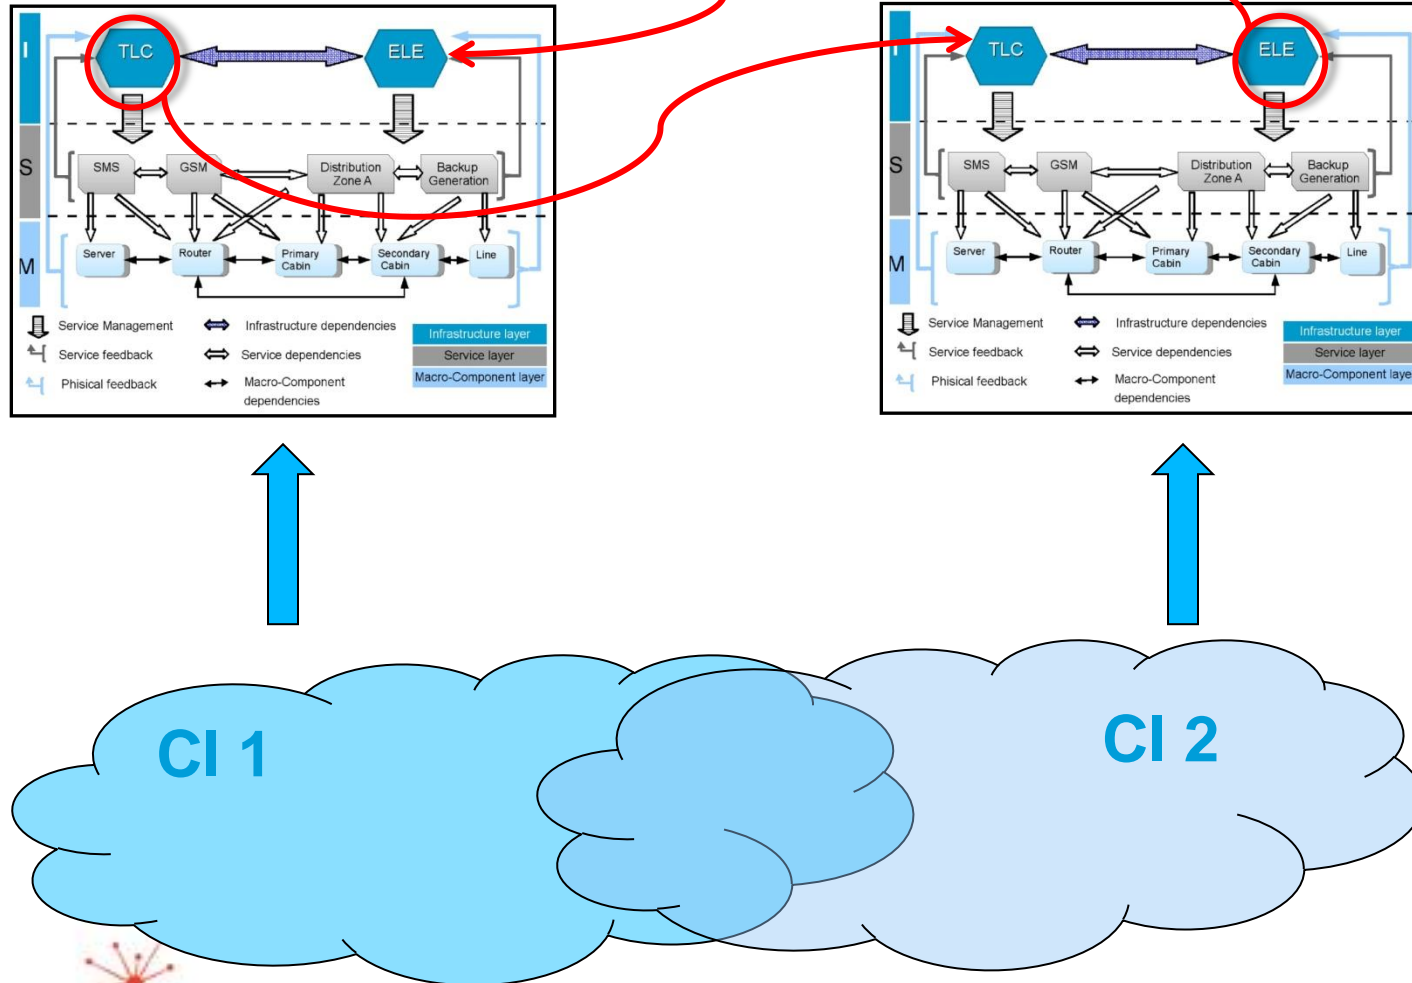 I
TLC
ELE
S
SMS
GSM
Distribution
Zone A
Backup
Generation
M
Server
Router
Primary
Cabin
Secondary
Cabin
Line
Service Management
Infrastructure dependencies
Infrastructure layer
Service feedback
Service dependencies
Service layer
Phisical feedback
Macro-Component
dependencies
Macro-Component layer
I
TLC
ELE
S
SMS
GSM
Distribution
Zone A
Backup
Generation
M
Server
Router
Primary
Cabin
Secondary
Cabin
Line
Service Management
Infrastructure dependencies
Infrastructure layer
Service feedback
Service dependencies
Service layer
Phisical feedback
Macro-Component
dependencies
Macro-Component laye
CI 1
CI 2